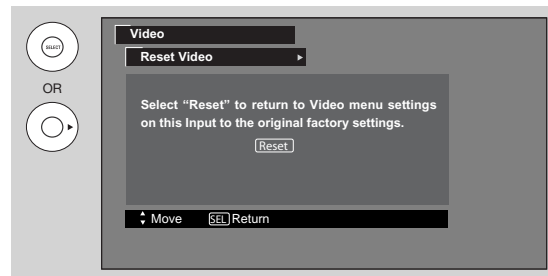 SELECT
OR
Video
Reset Video
Select “Reset” to return to Video menu settings
on this Input to the original factory settings.
Reset
Move SEL Return